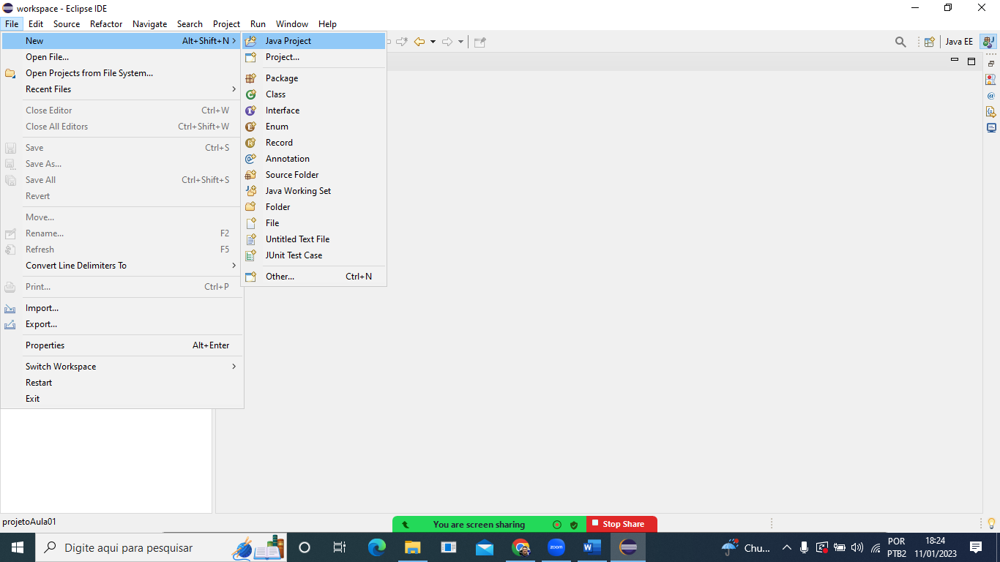 workspace - Eclipse IDE
File Edit Source Refactor Navigate Search Project Run Window Help
New Alt+Shift+N
Open File...
Open Projects from File System...
Recent Files
Close Editor Ctrl+W
Close All Editors Ctrl+Shift+W
Save Ctrl+S
Save As...
Save All Ctrl+Shift+S
Revert
Move...
Rename... F2
Refresh F5
Convert Line Delimiters To
Print... Ctrl+P
Import...
Export...
Properties Alt+Enter
Switch Workspace
Restart
Exit
Java Project
Project...
Package
Class
Interface
Enum
Record
Annotation
Source Folder
Java Working Set
Folder
File
Untitled Text File
JUnit Test Case
Other... Ctrl+N
Java EE
projetoAula01
You are screen sharing
Stop Share
Digite aqui para pesquisar
zoom
Chu...
POR
PTB2
18:24
11/01/2023